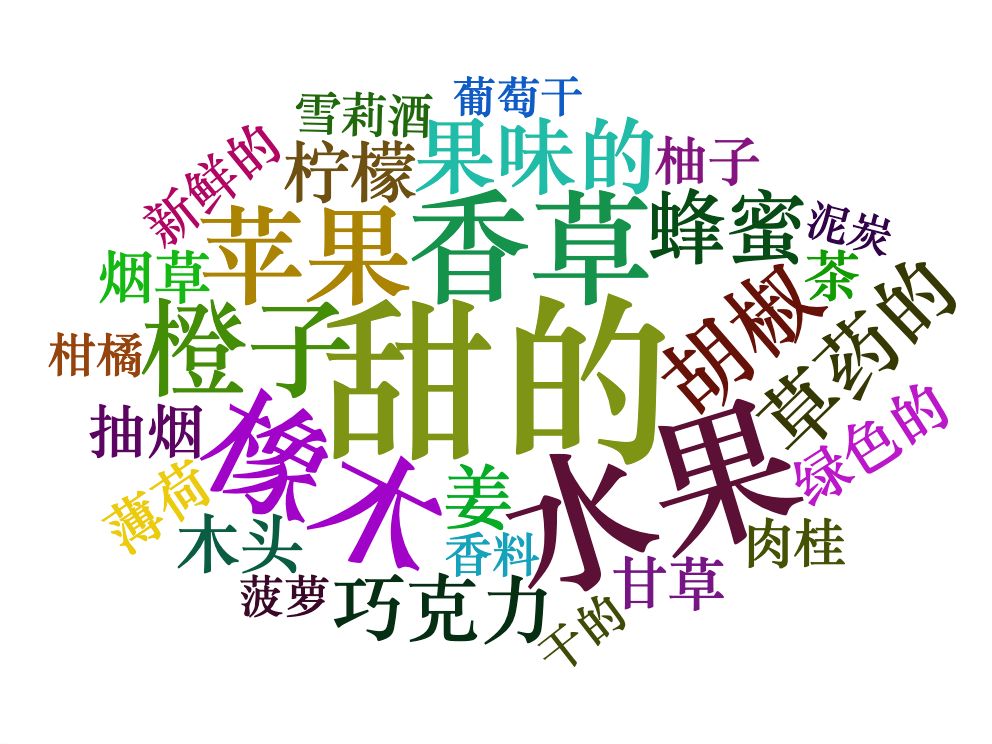 葡萄干
雪莉酒
果味的
柚子
柠檬
新鲜的
苹果
香草
蜂蜜
泥炭
烟草
茶
橙子
甜的
胡椒
草药的
柑橘
抽烟
橡木
水果
绿色的
薄荷
姜
木头
香料
肉桂
菠萝
巧克力
甘草
干的